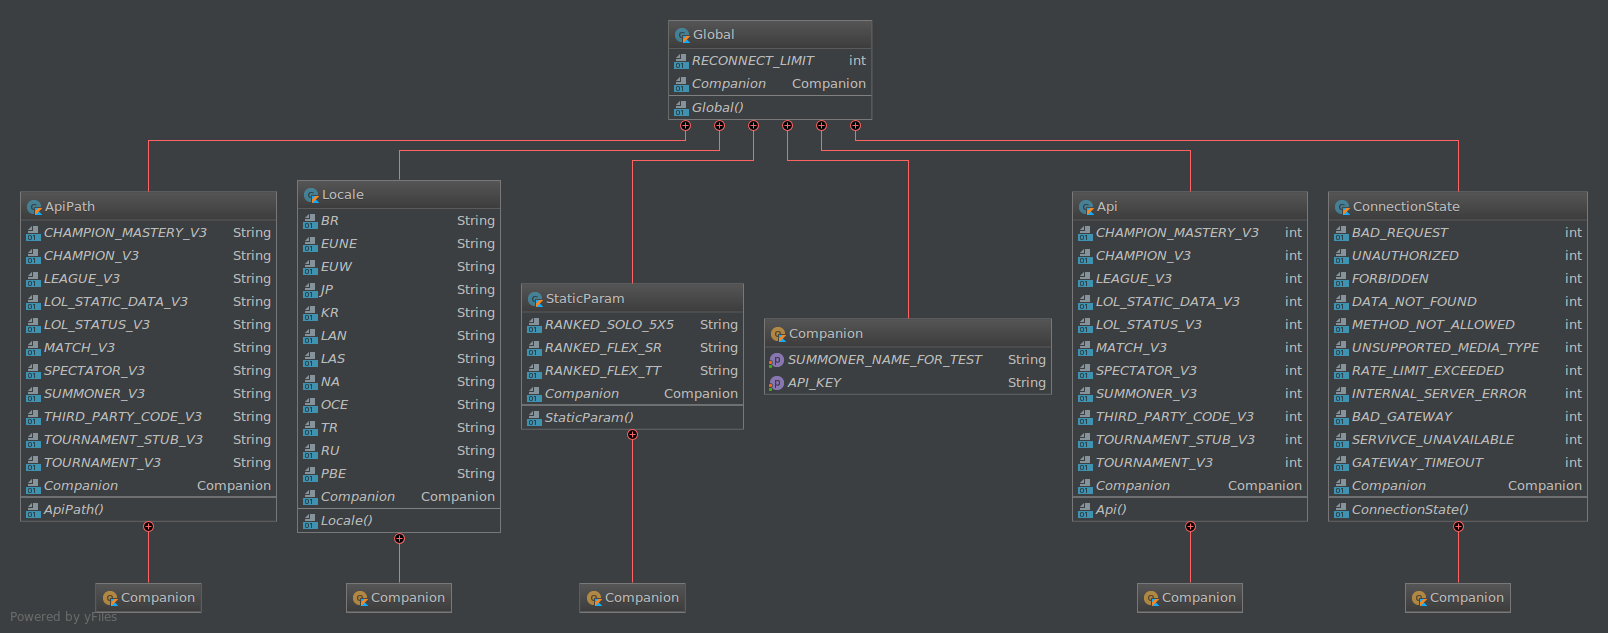 Global
RECONNECT_LIMIT int
Companion Companion
Global()
ApiPath
CHAMPION_MASTERY_V3 String
CHAMPION_V3 String
LEAGUE_V3 String
LOL_STATIC_DATA_V3 String
LOL_STATUS_V3 String
MATCH_V3 String
SPECTATOR_V3 String
SUMMONER_V3 String
THIRD_PARTY_CODE_V3 String
TOURNAMENT_STUB_V3 String
TOURNAMENT_V3 String
Companion Companion
ApiPath()
Companion
Locale
BR String
EUNE String
EUW String
JP String
KR String
LAN String
LAS String
NA String
OCE String
TR String
RU String
PBE String
Companion Companion
Locale()
Companion
StaticParam
RANKED_SOLO_5X5 String
RANKED_FLEX_SR String
RANKED_FLEX_TT String
Companion Companion
StaticParam()
Companion
Companion
SUMMONER_NAME_FOR_TEST String
API_KEY String
Api
CHAMPION_MASTERY_V3 int
CHAMPION_V3 int
LEAGUE_V3 int
LOL_STATIC_DATA_V3 int
LOL_STATUS_V3 int
MATCH_V3 int
SPECTATOR_V3 int
SUMMONER_V3 int
THIRD_PARTY_CODE_V3 int
TOURNAMENT_STUB_V3 int
TOURNAMENT_V3 int
Companion Companion
Api()
Companion
ConnectionState
BAD_REQUEST int
UNAUTHORIZED int
FORBIDDEN int
DATA_NOT_FOUND int
METHOD_NOT_ALLOWED int
UNSUPPORTED_MEDIA_TYPE int
RATE_LIMIT_EXCEEDED int
INTERNAL_SERVER_ERROR int
BAD_GATEWAY int
SERVIVCE_UNAVAILABLE int
GATEWAY_TIMEOUT int
Companion Companion
ConnectionState()
Companion
Powered by yFiles